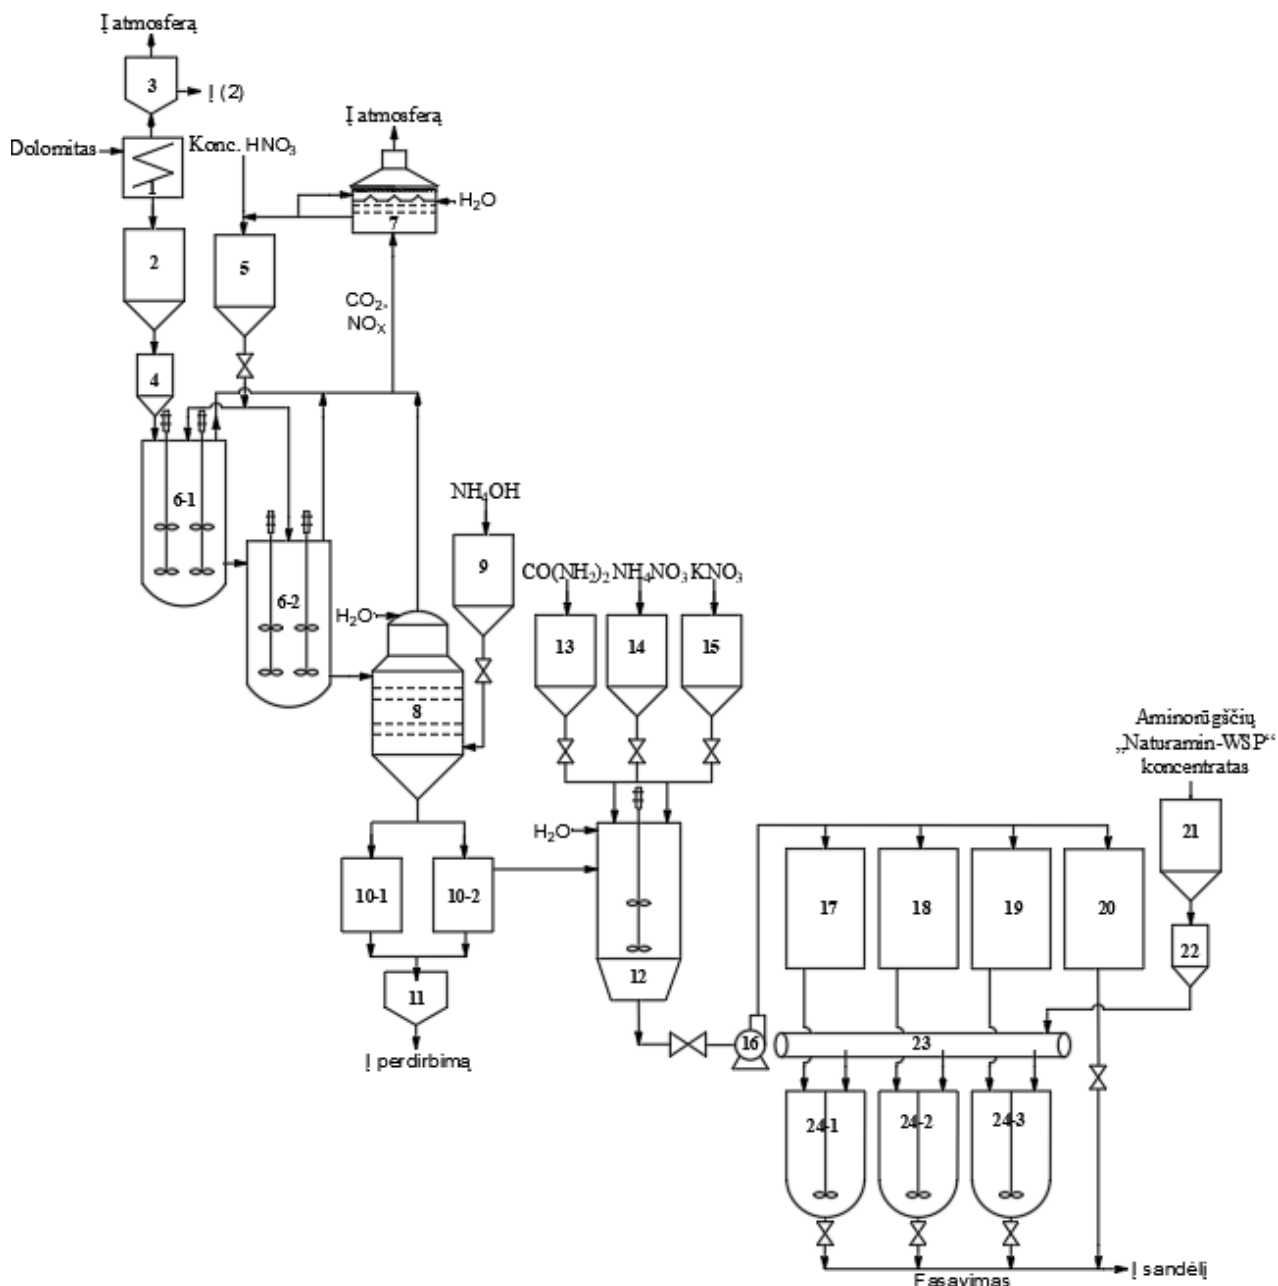 Į atmosferą
3
Į (2)
Dolomitas
1
Konc. HNO₃
Į atmosferą
H₂O
7
2
5
CO₂,
NOₓ
4
6-1
NH₄OH
9
6-2
H₂O
CO(NH₂)₂ NH₄NO₃ KNO₃
13 14 15
8
Aminorūgščių
„Naturamin-WSP“
koncentratas
21
H₂O
10-1 10-2
17 18 19 20
22
12
11
16
23
Į perdirbimą
24-1 24-2 24-3
Į sandėlį
Fasavimas